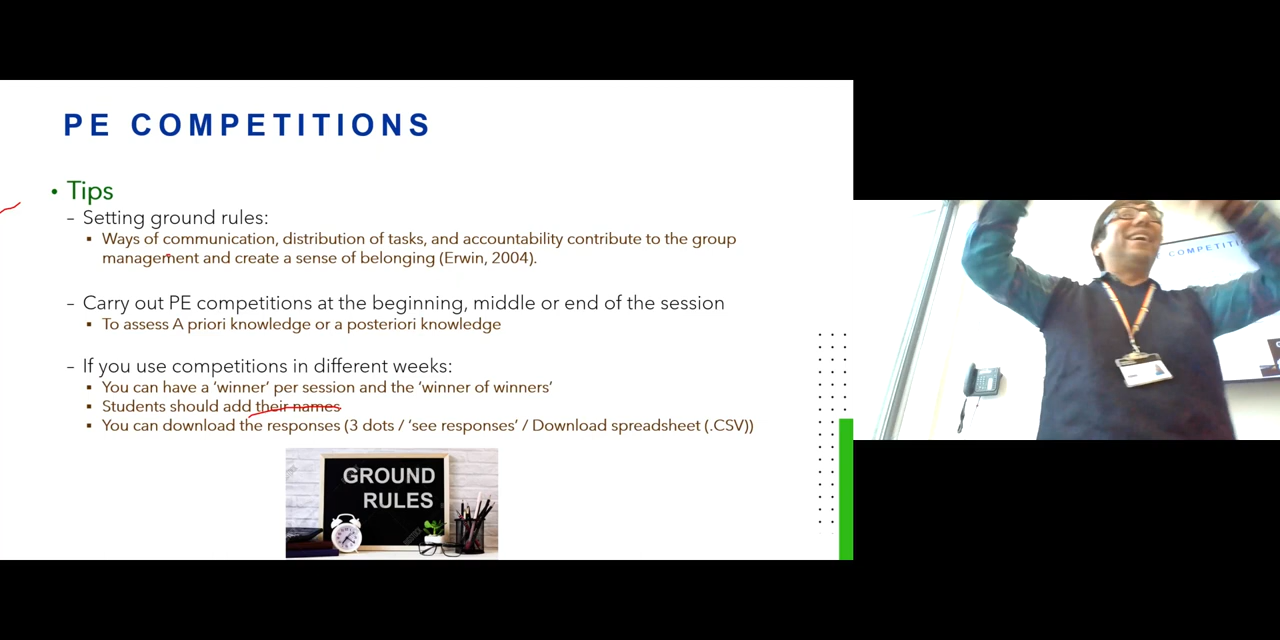 PE COMPETITIONS
• Tips
– Setting ground rules:
▪ Ways of communication, distribution of tasks, and accountability contribute to the group
management and create a sense of belonging (Erwin, 2004).
– Carry out PE competitions at the beginning, middle or end of the session
▪ To assess A priori knowledge or a posteriori knowledge
– If you use competitions in different weeks:
▪ You can have a ‘winner’ per session and the ‘winner of winners’
▪ Students should add their names
▪ You can download the responses (3 dots / ‘see responses’ / Download spreadsheet (.CSV))
GROUND
RULES
COMPETITI